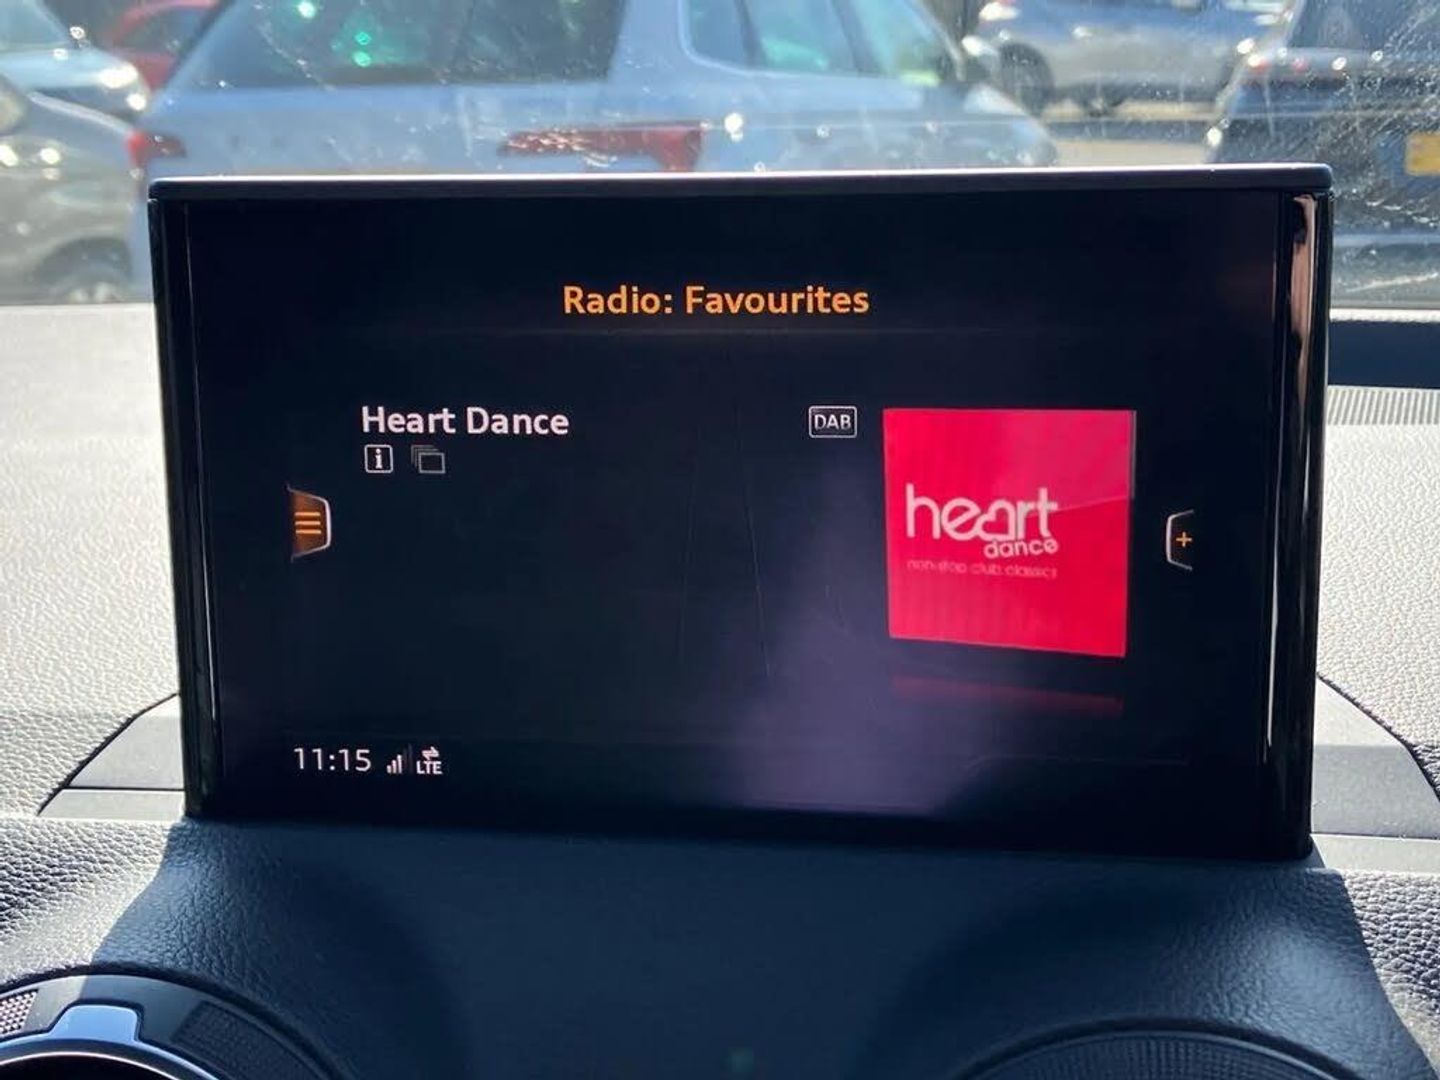 Radio: Favourites
Heart Dance
DAB
heart
dance
non-stop club classics
11:15
LTE